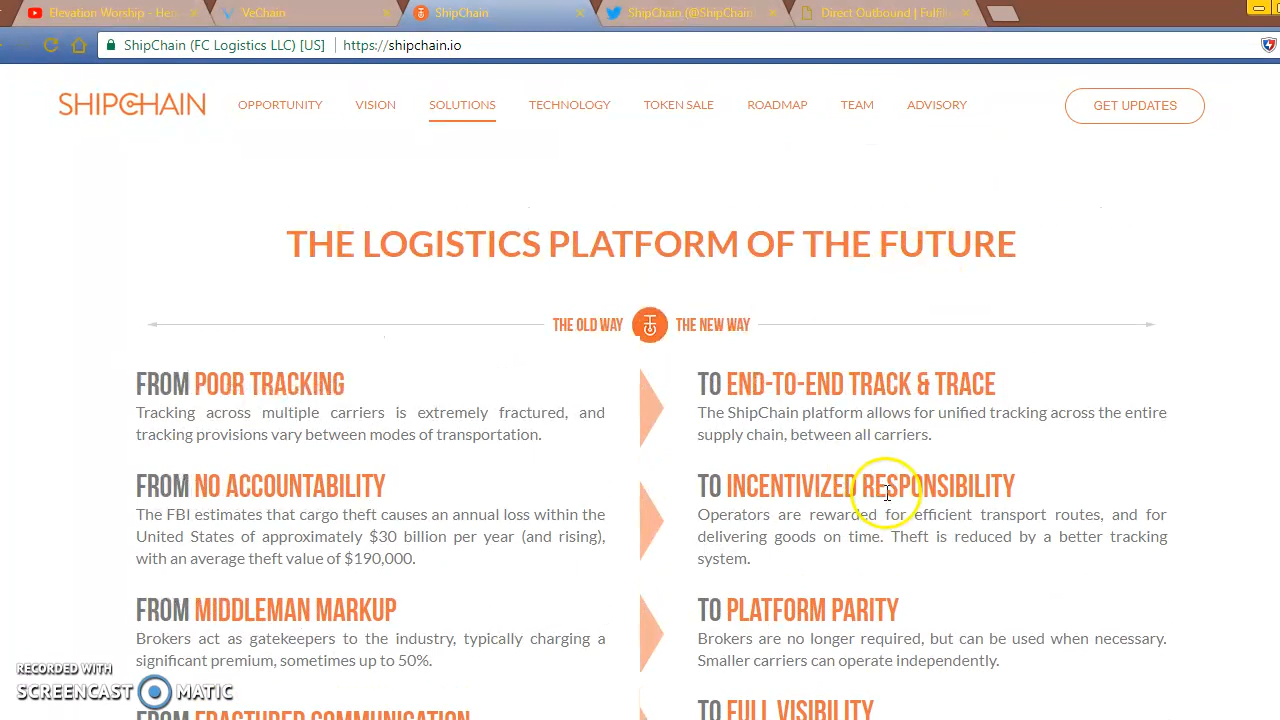 Elevation Worship - Her
VeChain
ShipChain
ShipChain (@ShipChain
Direct Outbound | Fulfil
ShipChain (FC Logistics LLC) [US]
https://shipchain.io
SHIPCHAIN
OPPORTUNITY
VISION
SOLUTIONS
TECHNOLOGY
TOKEN SALE
ROADMAP
TEAM
ADVISORY
GET UPDATES
THE LOGISTICS PLATFORM OF THE FUTURE
THE OLD WAY
THE NEW WAY
FROM POOR TRACKING
Tracking across multiple carriers is extremely fractured, and
tracking provisions vary between modes of transportation.
TO END-TO-END TRACK & TRACE
The ShipChain platform allows for unified tracking across the entire
supply chain, between all carriers.
FROM NO ACCOUNTABILITY
The FBI estimates that cargo theft causes an annual loss within the
United States of approximately $30 billion per year (and rising),
with an average theft value of $190,000.
TO INCENTIVIZED RESPONSIBILITY
Operators are rewarded for efficient transport routes, and for
delivering goods on time. Theft is reduced by a better tracking
system.
FROM MIDDLEMAN MARKUP
Brokers act as gatekeepers to the industry, typically charging a
significant premium, sometimes up to 50%.
TO PLATFORM PARITY
Brokers are no longer required, but can be used when necessary.
Smaller carriers can operate independently.
FROM FRACTURED COMMUNICATION
TO FULL VISIBILITY
RECORDED WITH
SCREENCAST MATIC